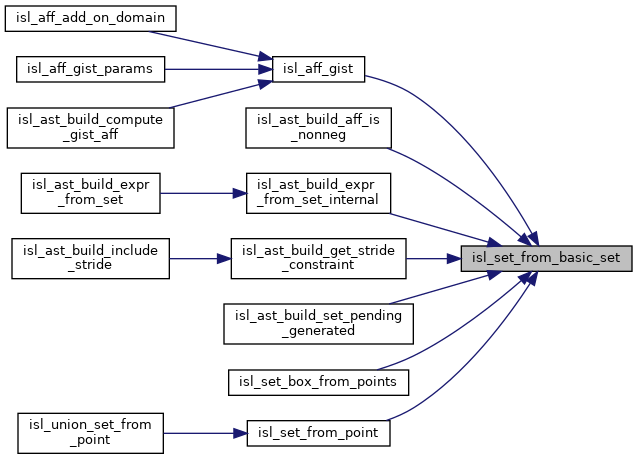 isl_aff_add_on_domain
isl_aff_gist_params
isl_aff_gist
isl_ast_build_compute
_gist_aff
isl_ast_build_aff_is
_nonneg
isl_ast_build_expr
_from_set
isl_ast_build_expr
_from_set_internal
isl_ast_build_include
_stride
isl_ast_build_get_stride
_constraint
isl_set_from_basic_set
isl_ast_build_set_pending
_generated
isl_set_box_from_points
isl_union_set_from
_point
isl_set_from_point